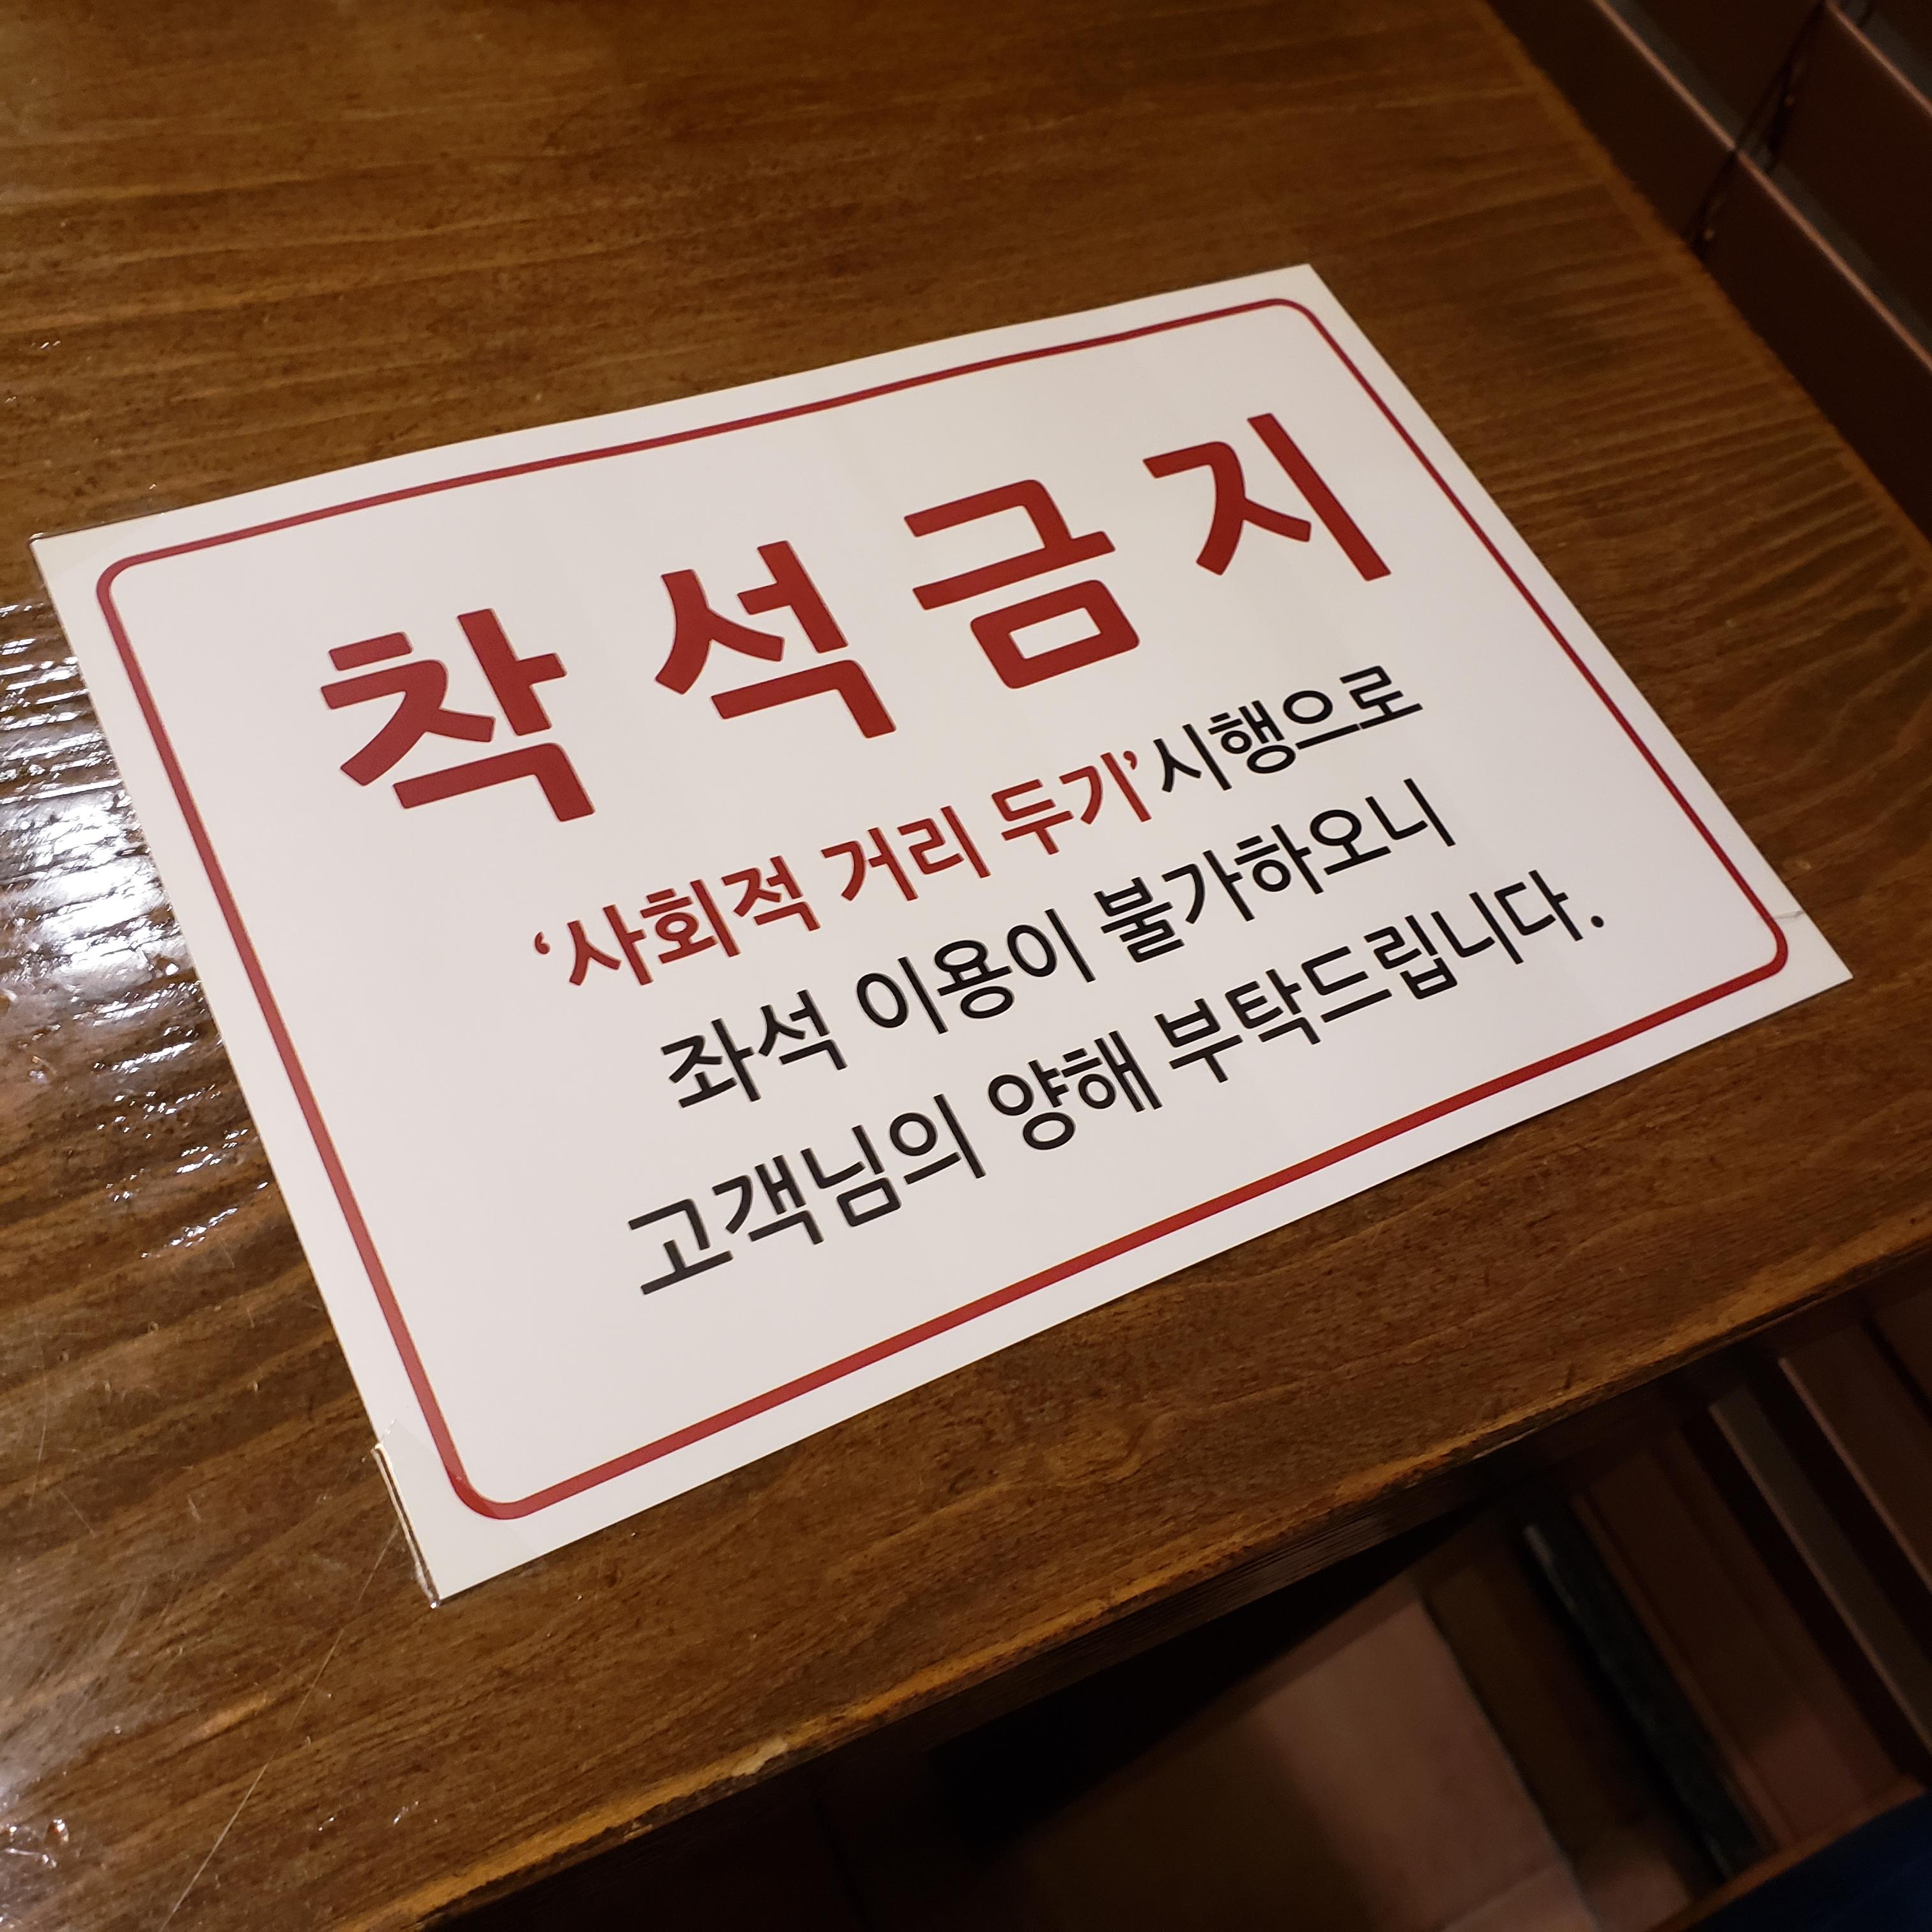 착석금지
‘사회적 거리 두기’ 시행으로
좌석 이용이 불가하오니
고객님의 양해 부탁드립니다.